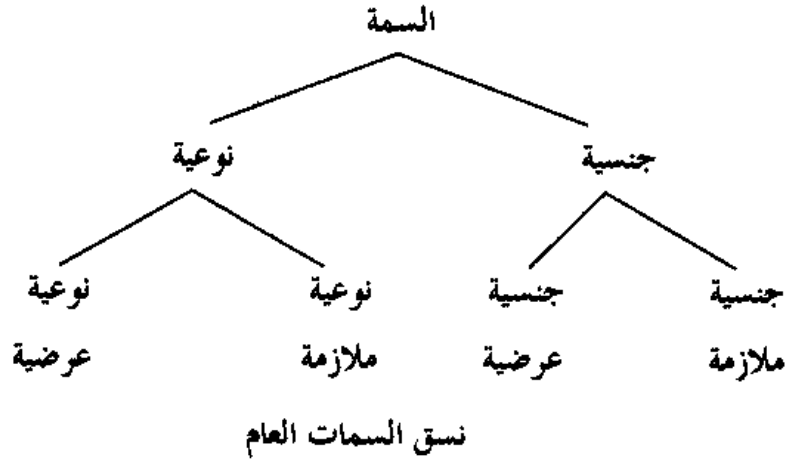 السمة
جنسية نوعية
جنسية جنسية نوعية نوعية
ملازمة عرضية ملازمة عرضية
نسق السمات العام